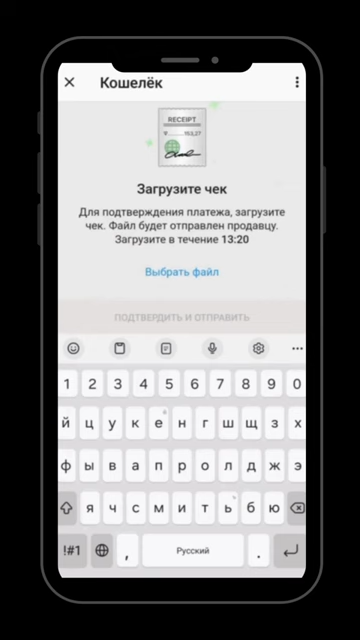 Кошелёк
RECEIPT
Загрузите чек
Для подтверждения платежа, загрузите
чек. Файл будет отправлен продавцу.
Загрузите в течение 13:20
Выбрать файл
ПОДТВЕРДИТЬ И ОТПРАВИТЬ
1 2 3 4 5 6 7 8 9 0
й ц у к е н г ш щ з х
ф ы в а п р о л д ж э
я ч с м и т ь б ю
!#1 , Русский .